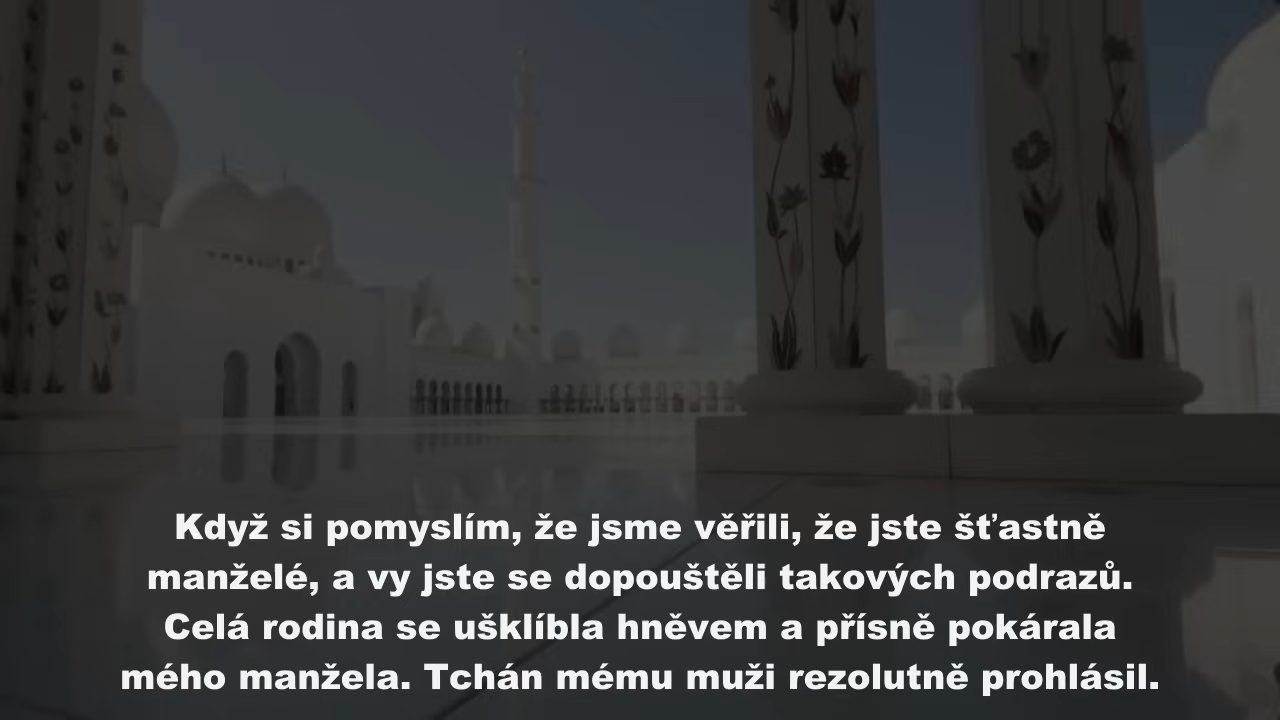 Když si pomyslím, že jsme věřili, že jste šťastně
manželé, a vy jste se dopouštěli takových podrazů.
Celá rodina se ušklíbla hněvem a přísně pokárala
mého manžela. Tchán mému muži rezolutně prohlásil.